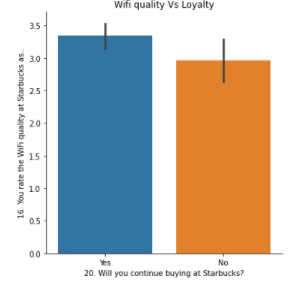 Wifi quality Vs Loyalty
16. You rate the WiFi quality at Starbucks as..
3.5
3.0
2.5
2.0
1.5
1.0
0.5
0.0
Yes No
20. Will you continue buying at Starbucks?